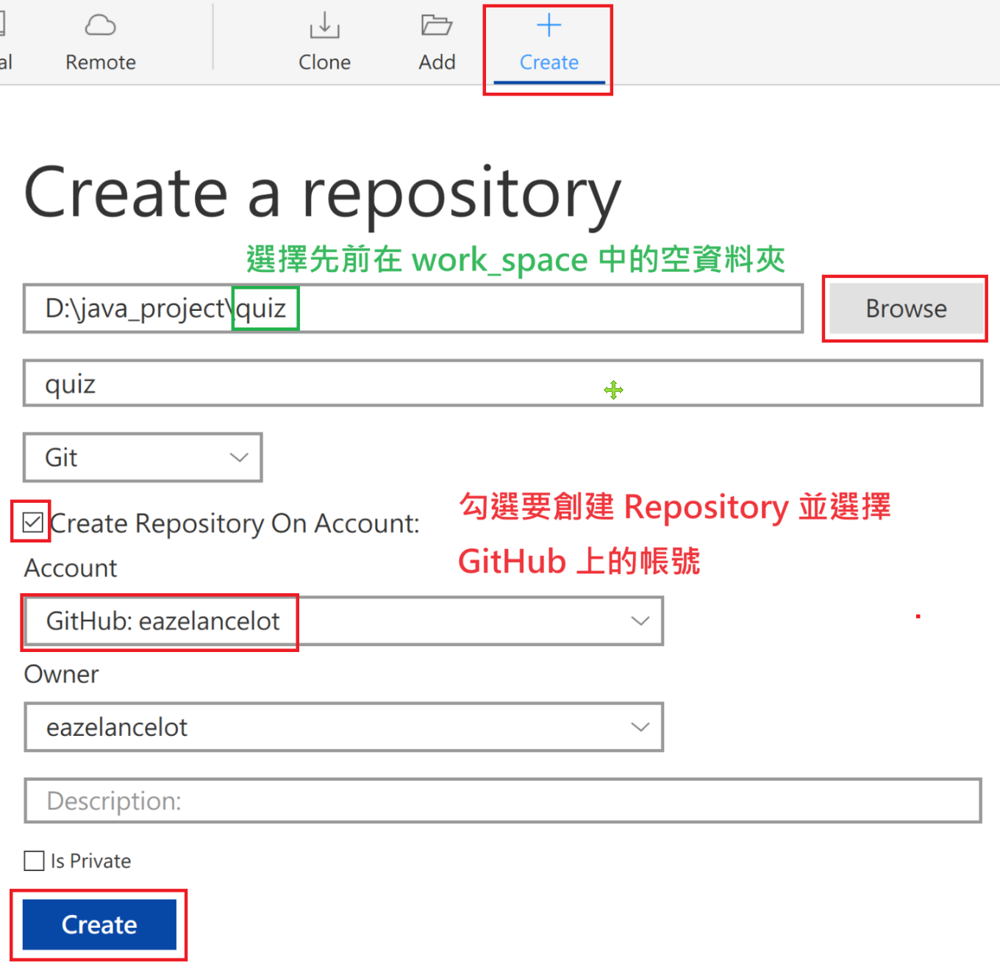 al Remote Clone Add Create
Create a repository
選擇先前在 work_space 中的空資料夾
D:\java_project\quiz Browse
quiz
Git
Create Repository On Account:
勾選要創建 Repository 並選擇
GitHub 上的帳號
Account
GitHub: eazelancelot
Owner
eazelancelot
Description:
Is Private
Create